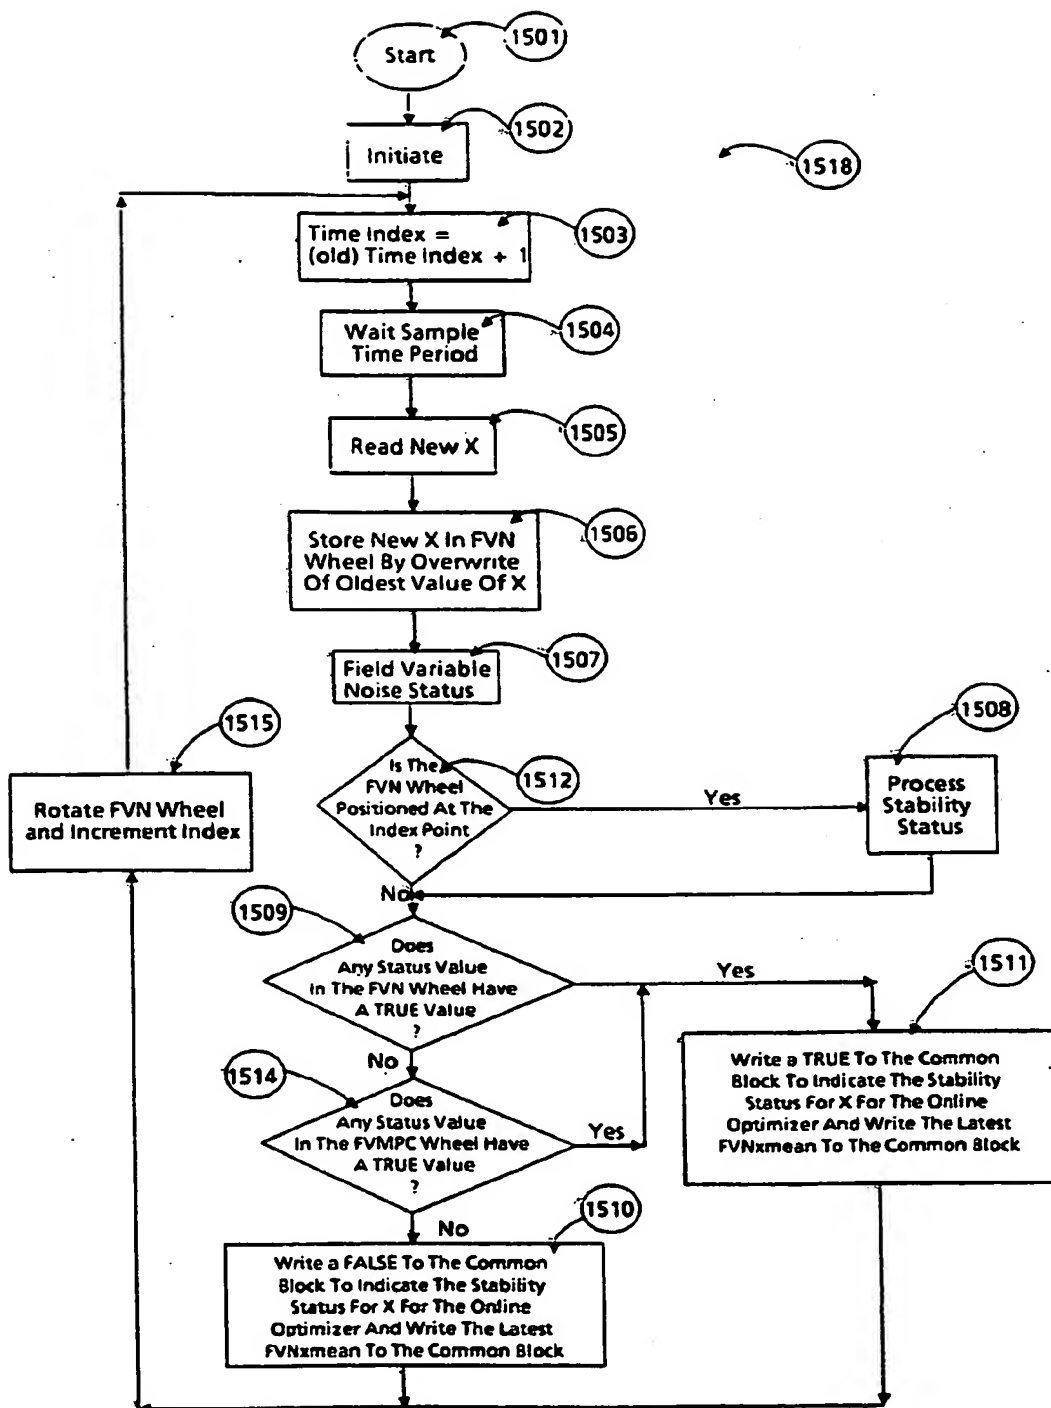 Start
1501
Initiate
1502
1518
Time Index =
(old) Time Index + 1
1503
Wait Sample
Time Period
1504
Read New X
1505
Store New X In FVN
Wheel By Overwrite
Of Oldest Value Of X
1506
Field Variable
Noise Status
1507
Is The
FVN Wheel
Positioned At The
Index Point
?
1512
Yes
Process
Stability
Status
1508
1515
Rotate FVN Wheel
and Increment Index
No
1509
Does
Any Status Value
In The FVN Wheel Have
A TRUE Value
?
Yes
1511
Write a TRUE To The Common
Block To Indicate The Stability
Status For X For The Online
Optimizer And Write The Latest
FVNxmean To The Common Block
No
1514
Does
Any Status Value
In The FVMPC Wheel Have
A TRUE Value
?
Yes
No
1510
Write a FALSE To The Common
Block To Indicate The Stability
Status For X For The Online
Optimizer And Write The Latest
FVNxmean To The Common Block